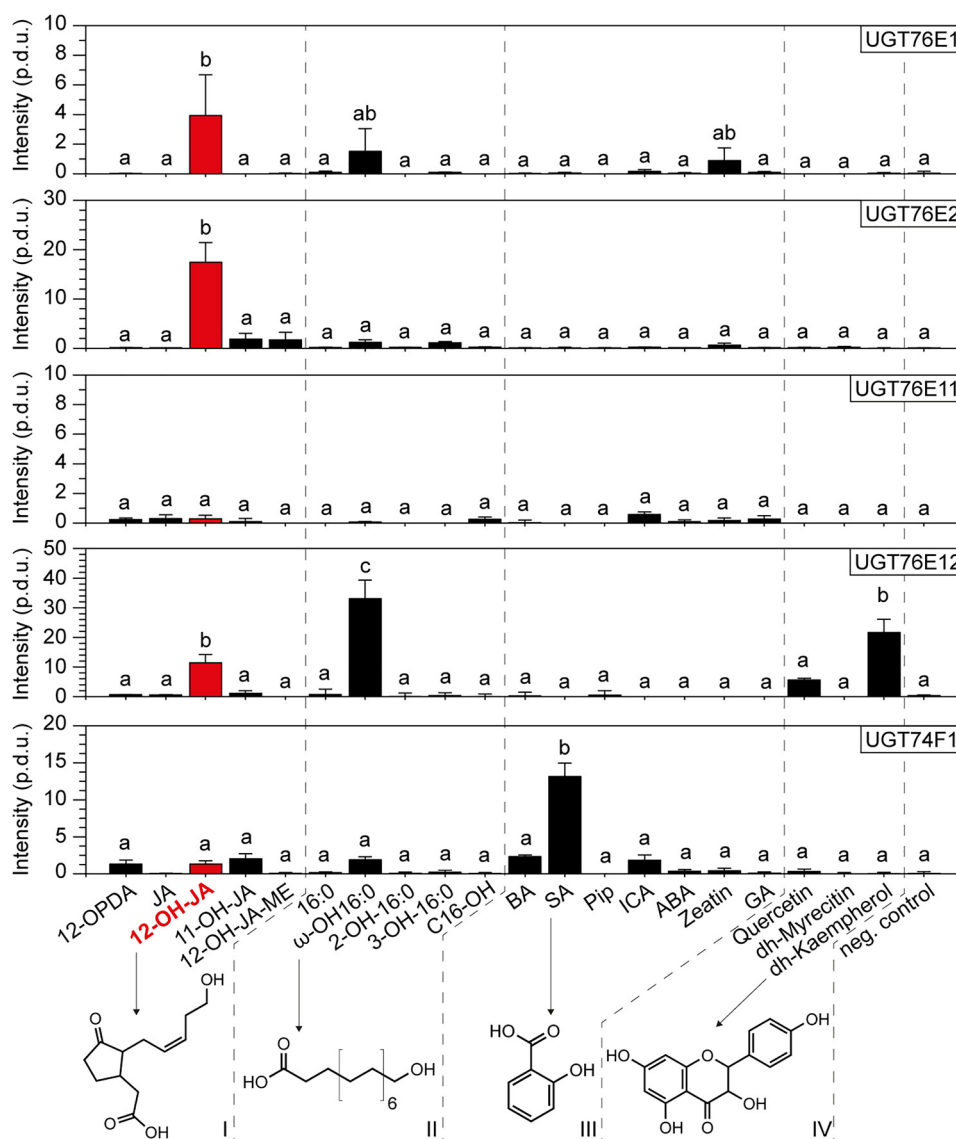 UGT76E1
Intensity (p.d.u.)
10
8
6
4
2
0
a a b a a a ab a a a a a a a a ab a a a a a
UGT76E2
Intensity (p.d.u.)
30
20
10
0
a a b a a a a a a a a a a a a a a a a a a
UGT76E11
Intensity (p.d.u.)
10
8
6
4
2
0
a a a a a a a a a a a a a a a a a a a a a
UGT76E12
Intensity (p.d.u.)
50
40
30
20
10
0
a a b a a a c a a a a a a a a a a a a b a
UGT74F1
Intensity (p.d.u.)
20
15
10
5
0
a a a a a a a a a a b a a a a a a a a a
12-OPDA
JA
12-OH-JA
11-OH-JA
12-OH-JA-ME
16:0
ω-OH16:0
2-OH-16:0
3-OH-16:0
C16-OH
BA
SA
Pip
ICA
ABA
Zeatin
GA
Quercetin
dh-Myrecitin
dh-Kaempherol
neg. control
O
OH
O
OH
I
O
HO
6
OH
II
HO
O
OH
III
HO
O
OH
OH
O
OH
IV